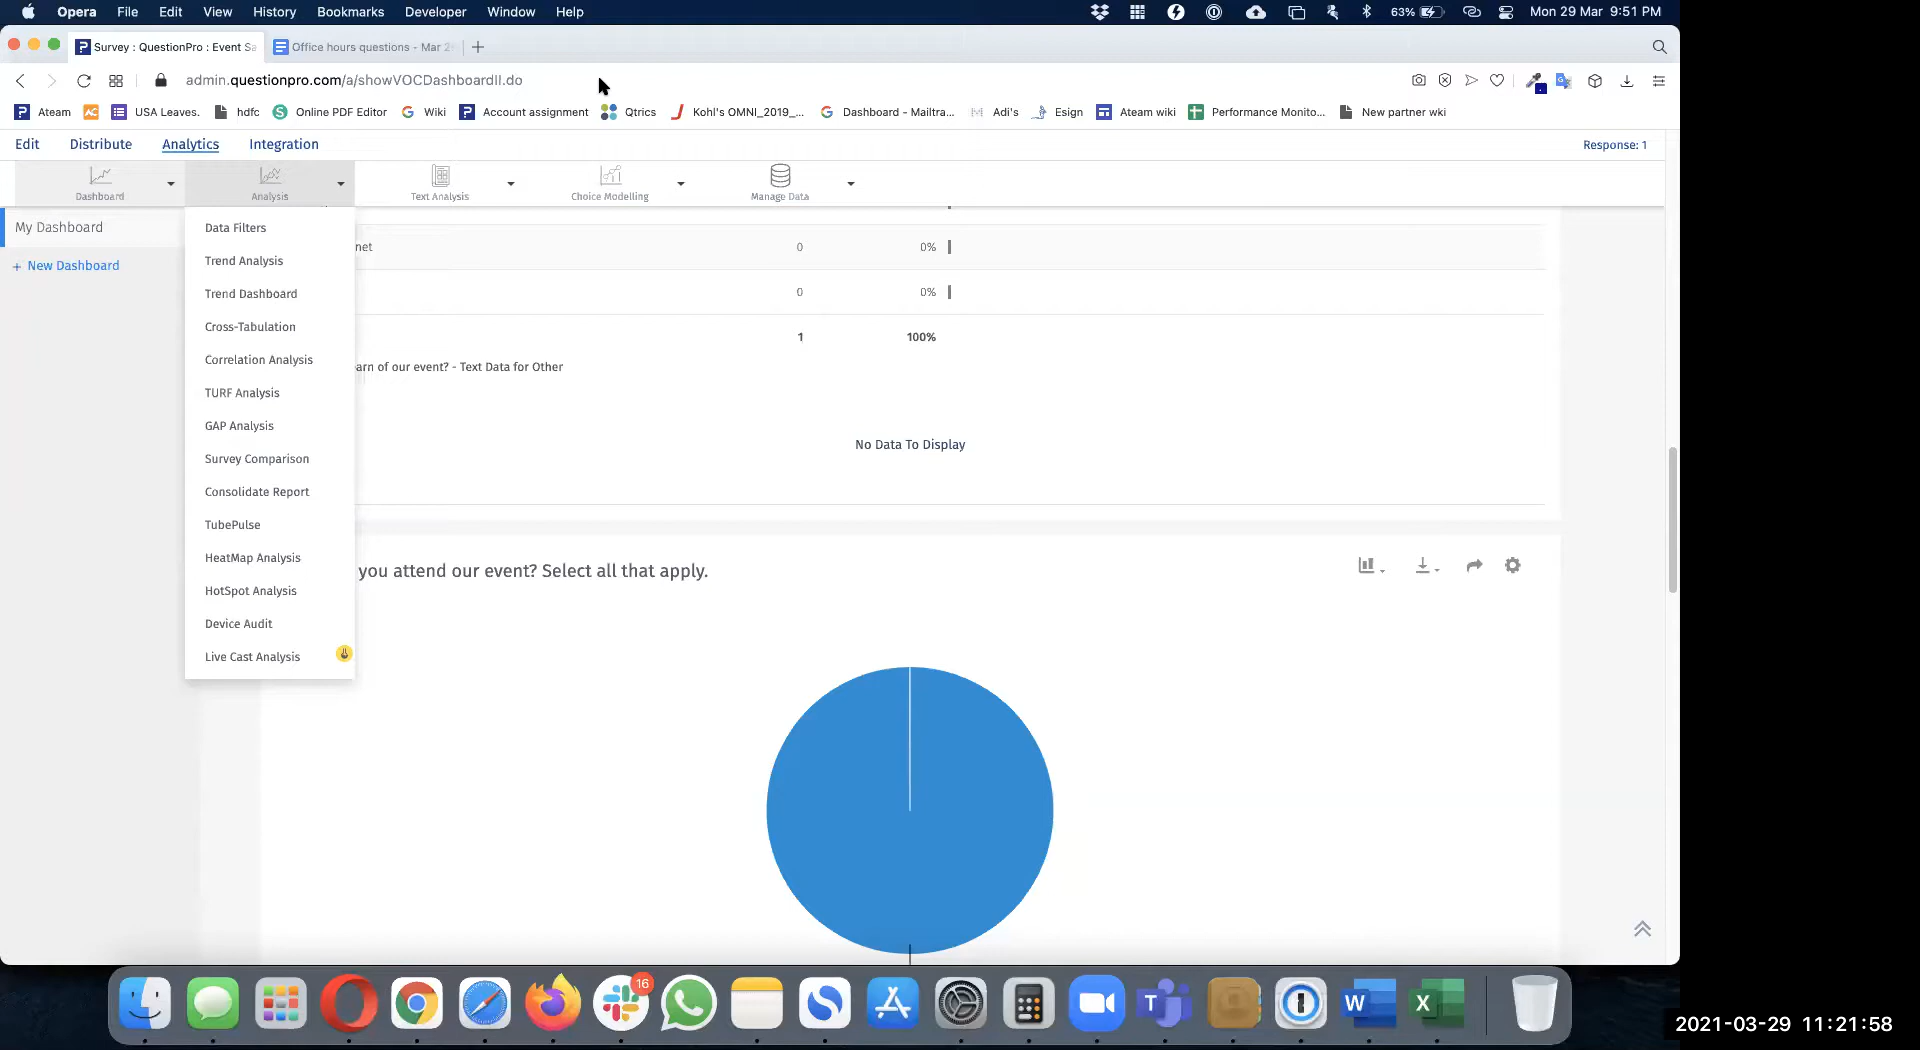 Opera File Edit View History Bookmarks Developer Window Help 63% Mon 29 Mar 9:51 PM
Survey : QuestionPro : Event Sa Office hours questions - Mar 2
admin.questionpro.com/a/showVOCDashboardII.do
Ateam USA Leaves. hdfc Online PDF Editor Wiki Account assignment Qtrics Kohl's OMNI_2019_... Dashboard - Mailtra... Adi's Esign Ateam wiki Performance Monito... New partner wki
Edit Distribute Analytics Integration Response: 1
Dashboard Analysis Text Analysis Choice Modelling Manage Data
My Dashboard
+ New Dashboard
Data Filters
Trend Analysis
Trend Dashboard
Cross-Tabulation
Correlation Analysis
TURF Analysis
GAP Analysis
Survey Comparison
Consolidate Report
TubePulse
HeatMap Analysis
HotSpot Analysis
Device Audit
Live Cast Analysis
net 0 0%
0 0%
1 100%
arn of our event? - Text Data for Other
No Data To Display
you attend our event? Select all that apply.
16
T W X
2021-03-29 11:21:58